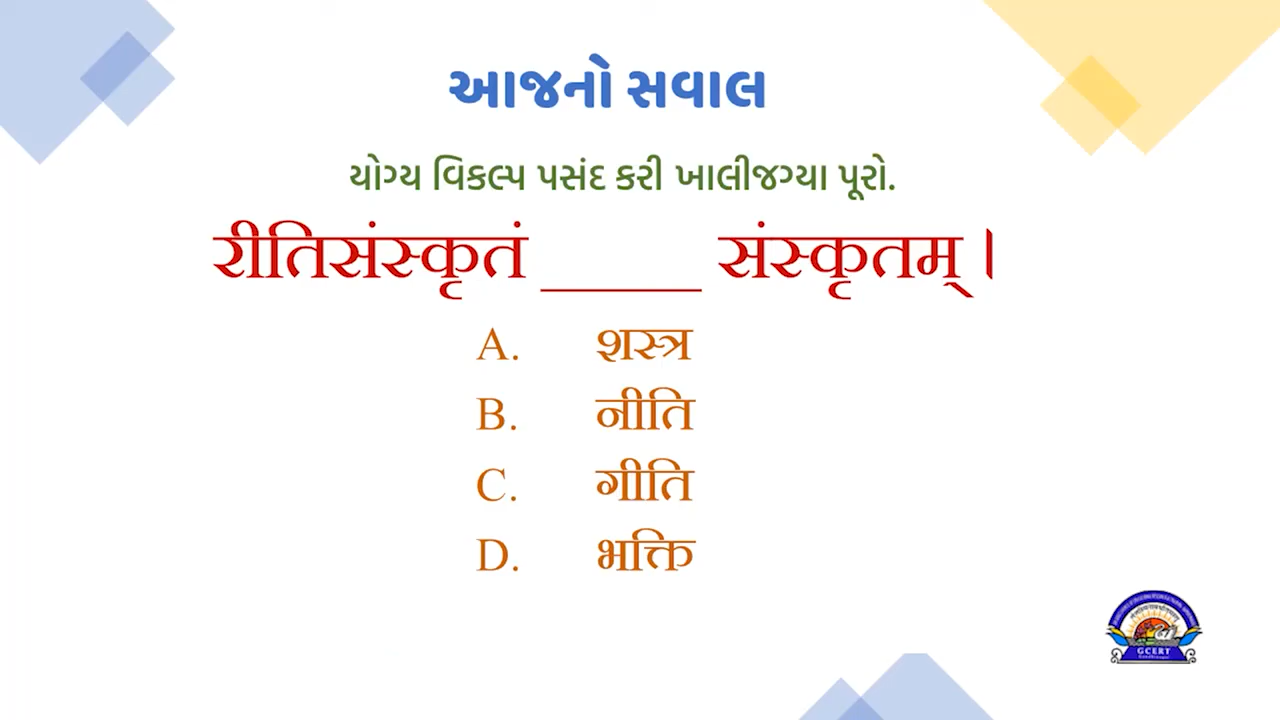 આજનો સવાલ
યોગ્ય વિકલ્પ પસંદ કરી ખાલીજગ્યા પૂરો.
रीतिसंस्कृतं _____ संस्कृतम् ।
A. शस्त्र
B. नीति
C. गीति
D. भक्ति
GCERT